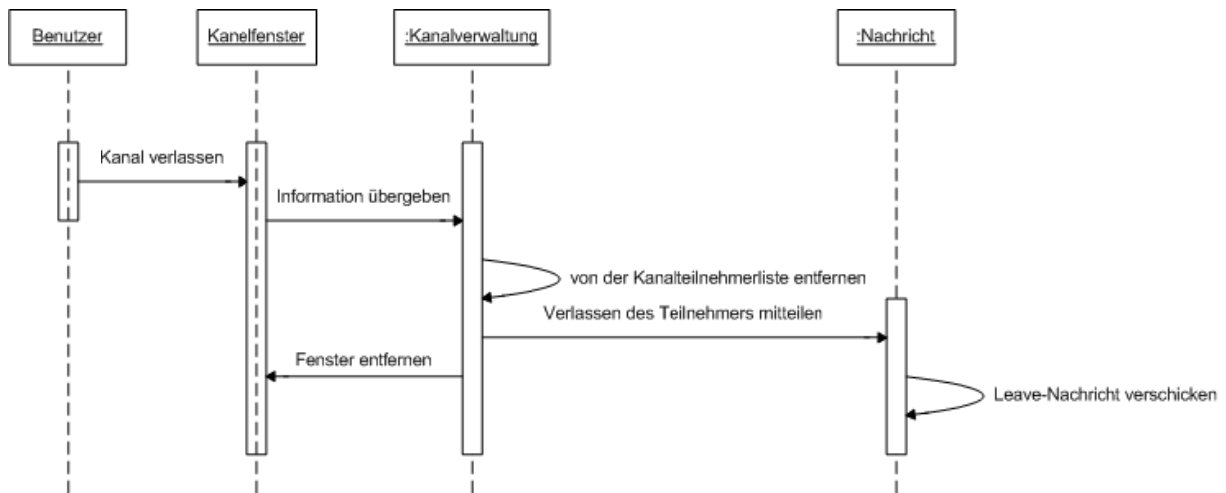 Benutzer
Kanelfenster
:Kanalverwaltung
:Nachricht
Kanal verlassen
Information übergeben
von der Kanalteilnehmerliste entfernen
Verlassen des Teilnehmers mitteilen
Fenster entfernen
Leave-Nachricht verschicken